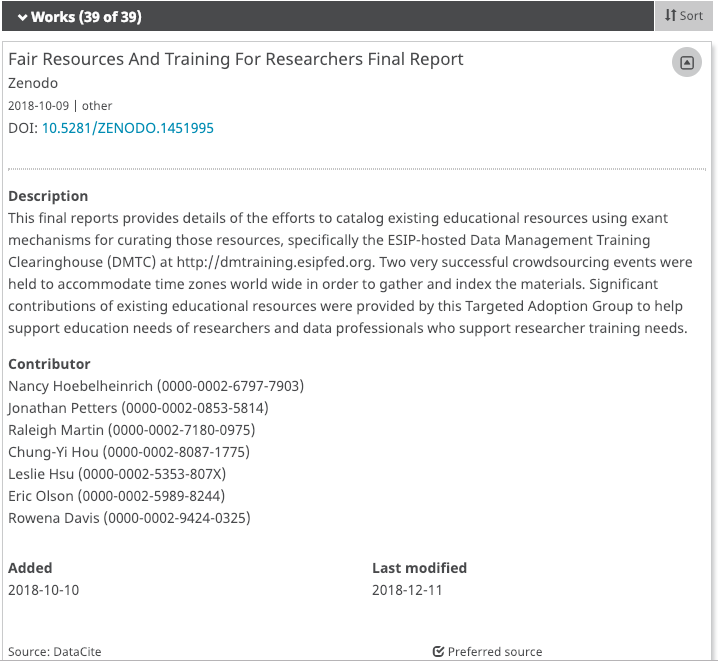 Works (39 of 39)
Sort
Fair Resources And Training For Researchers Final Report
Zenodo
2018-10-09 | other
DOI: 10.5281/ZENODO.1451995
Description
This final reports provides details of the efforts to catalog existing educational resources using exant
mechanisms for curating those resources, specifically the ESIP-hosted Data Management Training
Clearinghouse (DMTC) at http://dmtraining.esipfed.org. Two very successful crowdsourcing events were
held to accommodate time zones world wide in order to gather and index the materials. Significant
contributions of existing educational resources were provided by this Targeted Adoption Group to help
support education needs of researchers and data professionals who support researcher training needs.
Contributor
Nancy Hoebelheinrich (0000-0002-6797-7903)
Jonathan Petters (0000-0002-0853-5814)
Raleigh Martin (0000-0002-7180-0975)
Chung-Yi Hou (0000-0002-8087-1775)
Leslie Hsu (0000-0002-5353-807X)
Eric Olson (0000-0002-5989-8244)
Rowena Davis (0000-0002-9424-0325)
Added
2018-10-10
Last modified
2018-12-11
Source: DataCite
Preferred source